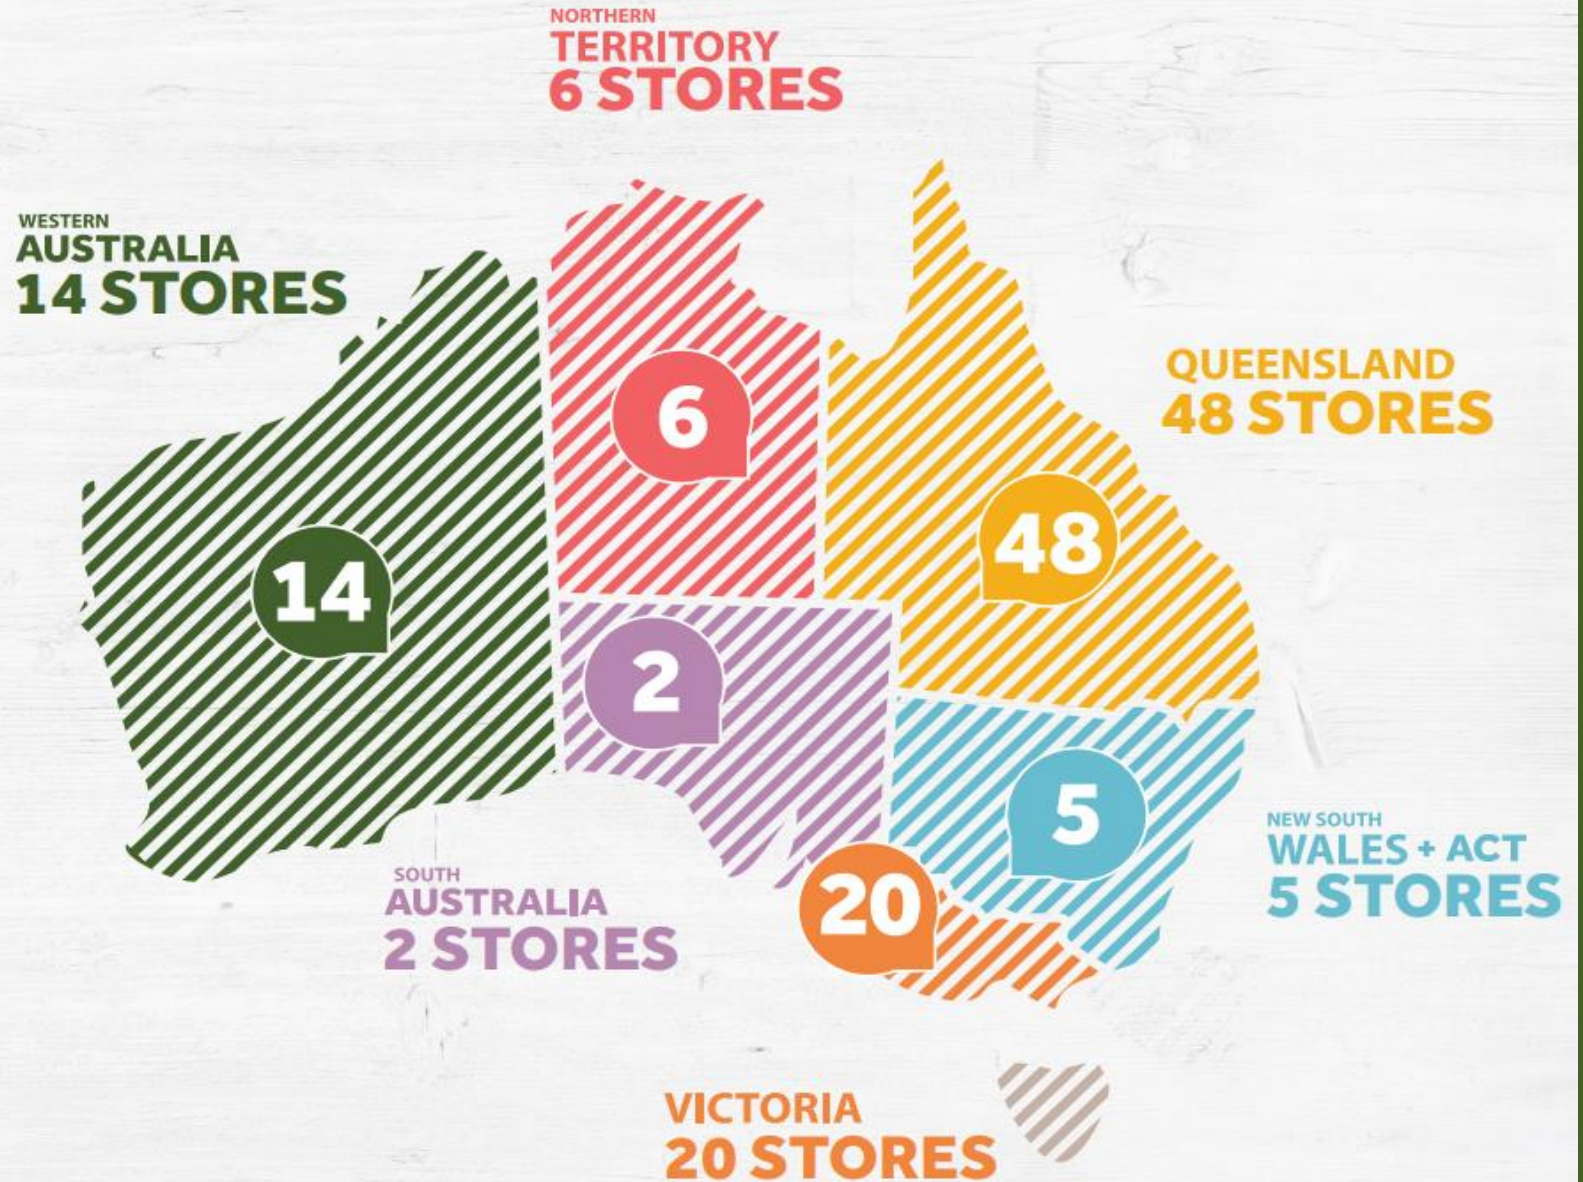 NORTHERN
TERRITORY
6 STORES
WESTERN
AUSTRALIA
14 STORES
QUEENSLAND
48 STORES
6
48
14
2
5
20
NEW SOUTH
WALES + ACT
5 STORES
SOUTH
AUSTRALIA
2 STORES
VICTORIA
20 STORES